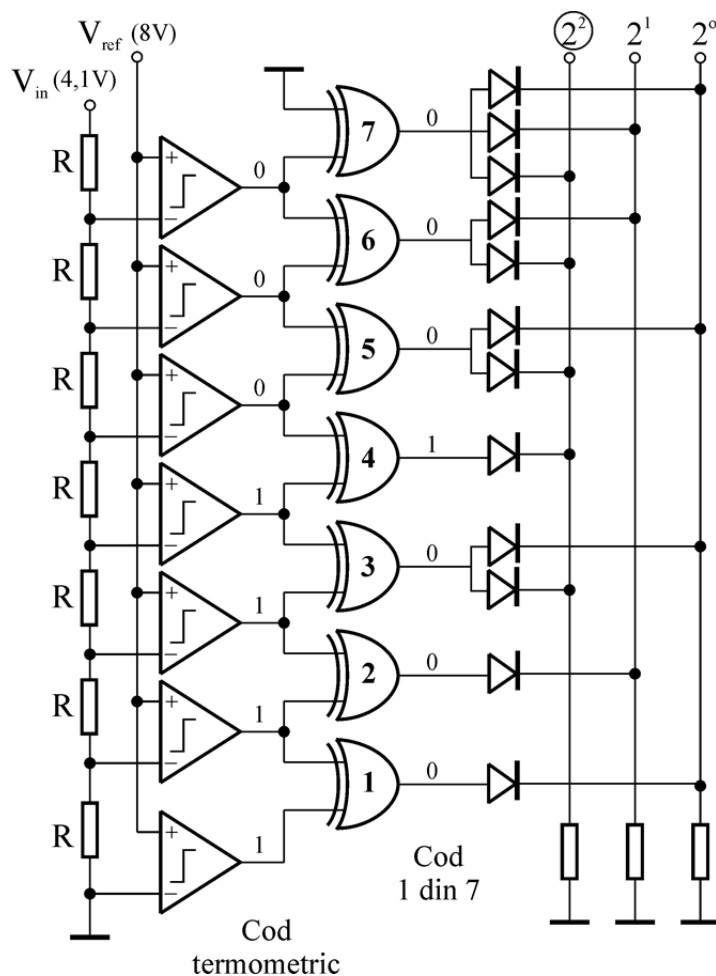 V_ref (8V)
V_in (4,1V)
2² 2¹ 2º
R
+
−
0
7
0
R
+
−
0
6
0
R
+
−
0
5
0
R
+
−
1
4
1
R
+
−
1
3
0
R
+
−
1
2
0
R
+
−
1
1
0
Cod
1 din 7
Cod
termometric